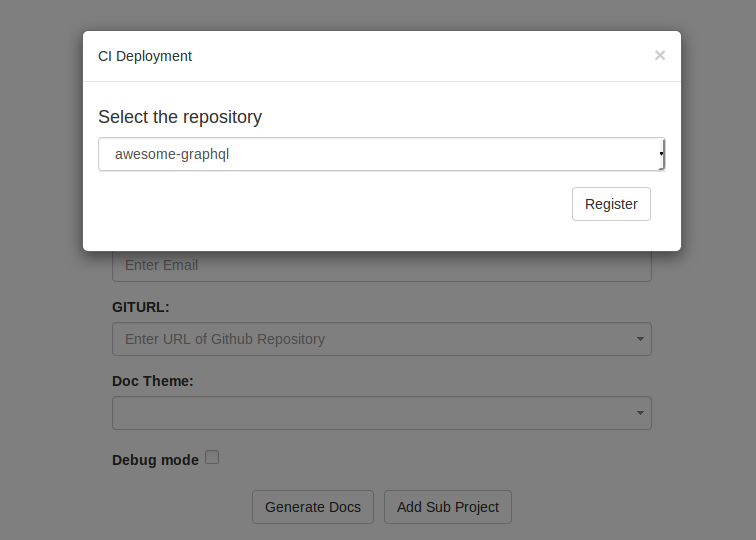 CI Deployment ×
Select the repository
awesome-graphql
Register
Enter Email
GITURL:
Enter URL of Github Repository
Doc Theme:
Debug mode
Generate Docs Add Sub Project